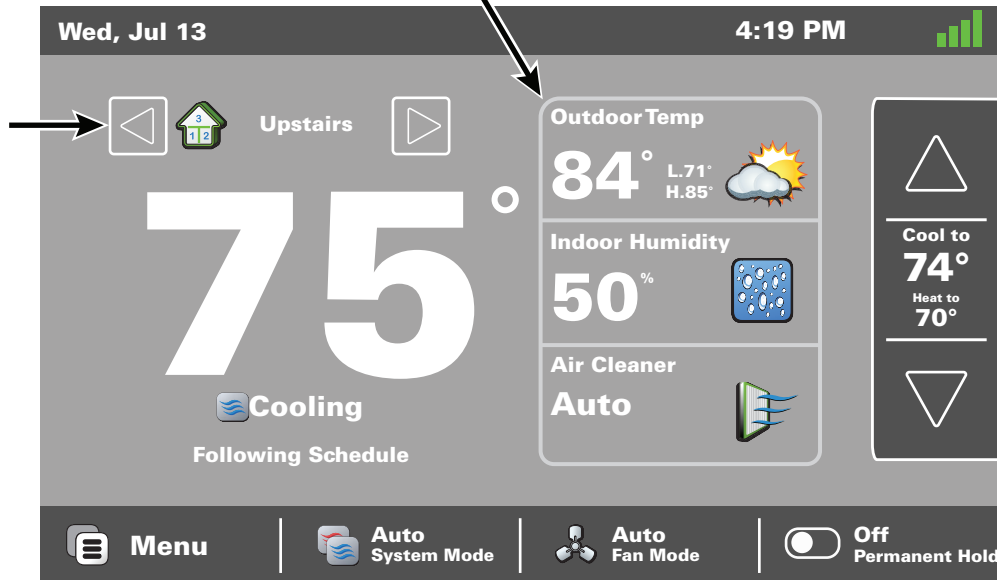 Wed, Jul 13
4:19 PM
3
1 2
Upstairs
75°
Cooling
Following Schedule
Outdoor Temp
84°
L.71°
H.85°
Indoor Humidity
50%
Air Cleaner
Auto
Cool to
74°
Heat to
70°
Menu
Auto
System Mode
Auto
Fan Mode
Off
Permanent Hold